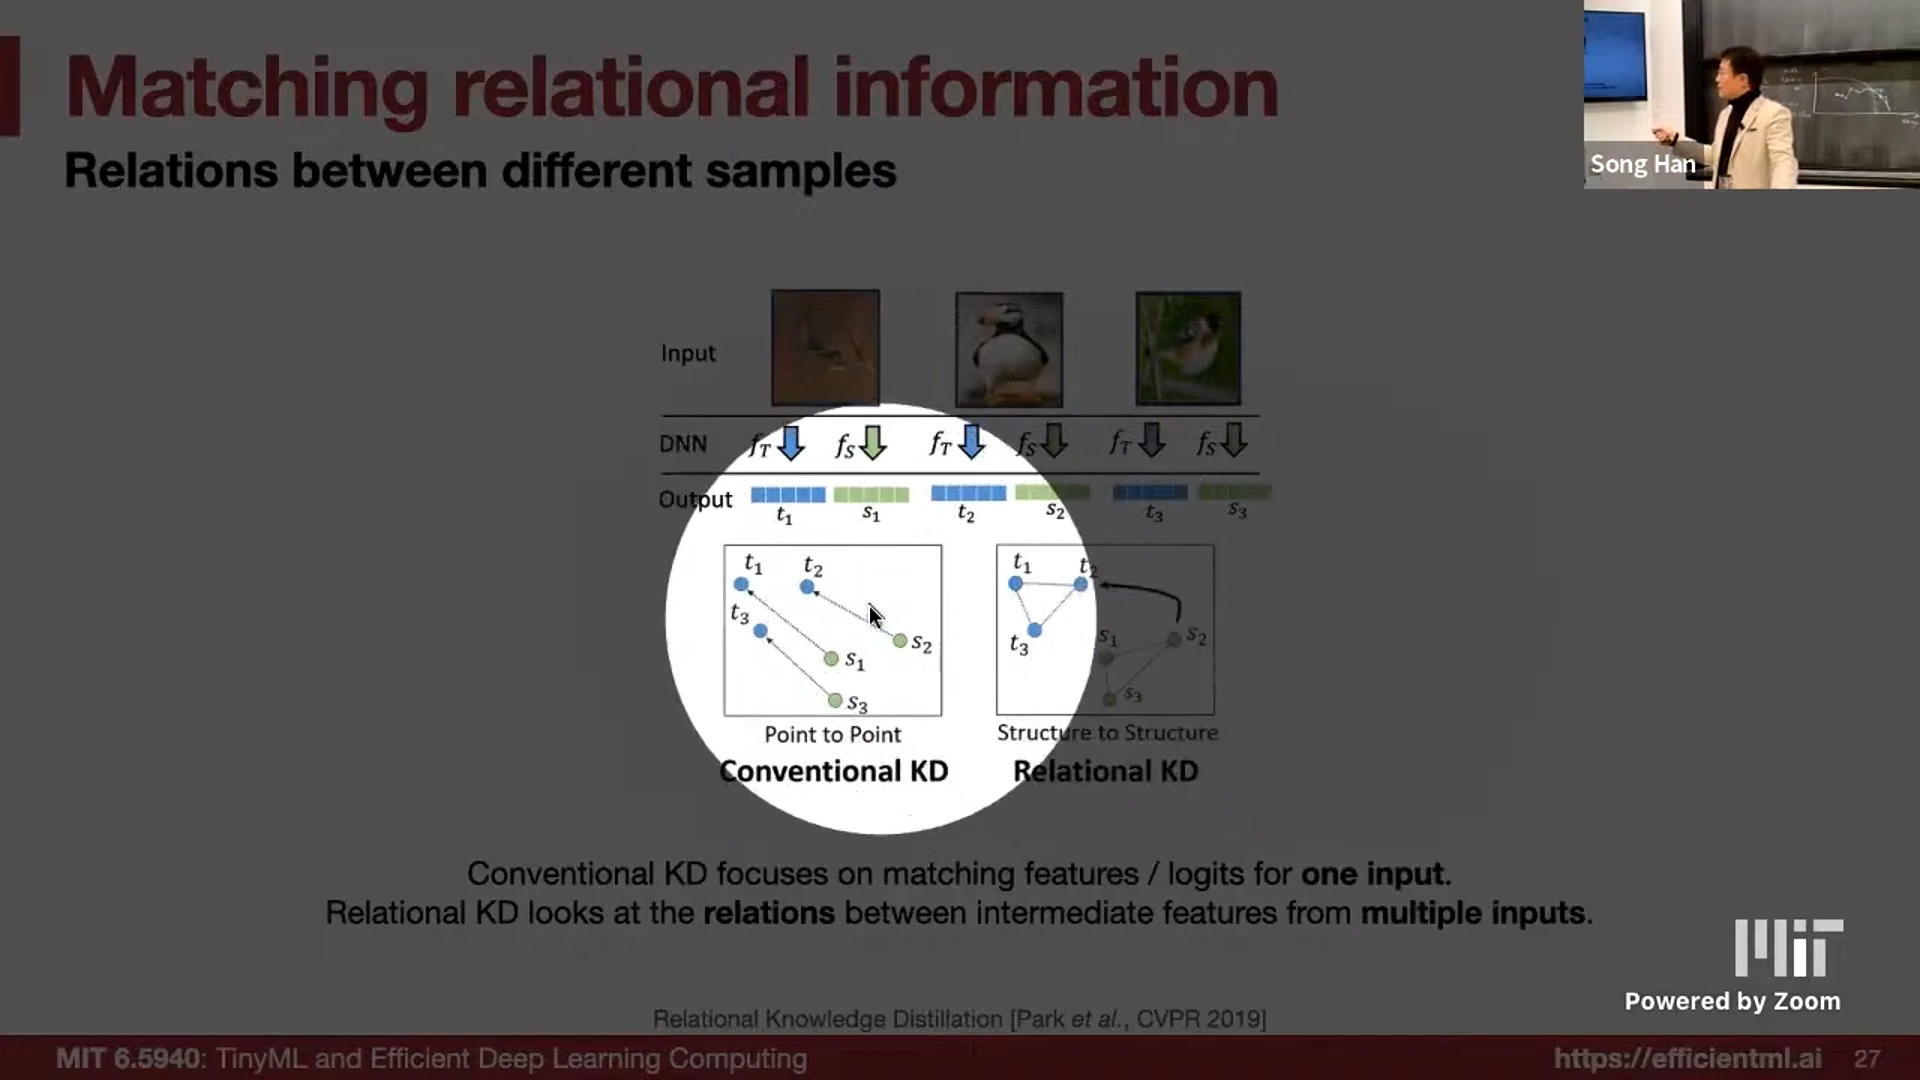 Matching relational information
Relations between different samples
Song Han
Input
DNN
f_T f_S f_T f_S f_T f_S
Output
t_1 s_1 t_2 s_2 t_3 s_3
t_1 t_2
t_3
s_2
s_1
s_3
Point to Point
Conventional KD
t_1 t_2
s_1 s_2
t_3
s_3
Structure to Structure
Relational KD
Conventional KD focuses on matching features / logits for one input.
Relational KD looks at the relations between intermediate features from multiple inputs.
MIT
Powered by Zoom
Relational Knowledge Distillation [Park et al., CVPR 2019]
MIT 6.5940: TinyML and Efficient Deep Learning Computing
https://efficientml.ai 27